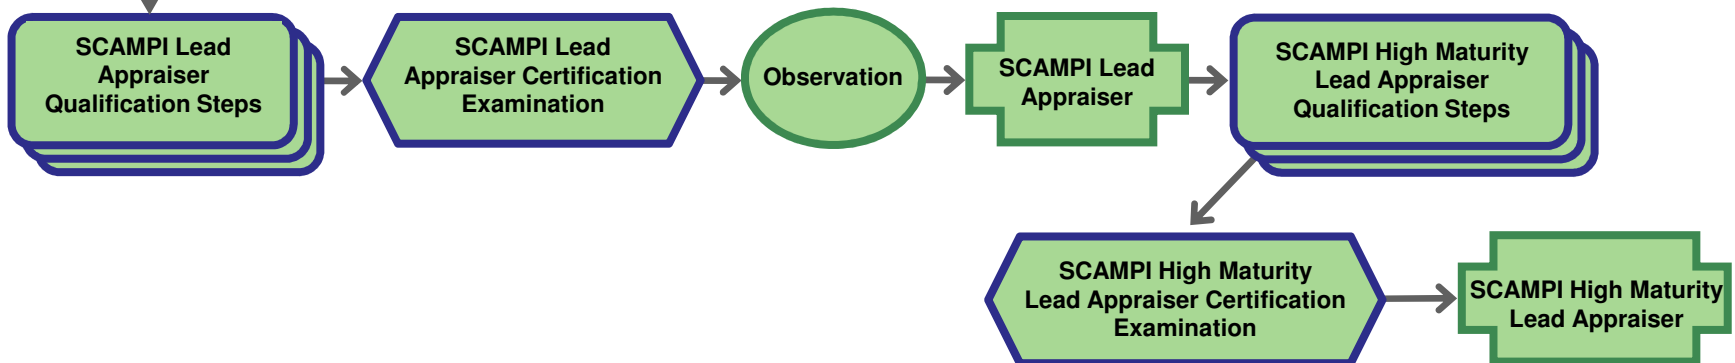 SCAMPI Lead
Appraiser
Qualification Steps
SCAMPI Lead
Appraiser Certification
Examination
Observation
SCAMPI Lead
Appraiser
SCAMPI High Maturity
Lead Appraiser
Qualification Steps
SCAMPI High Maturity
Lead Appraiser Certification
Examination
SCAMPI High Maturity
Lead Appraiser